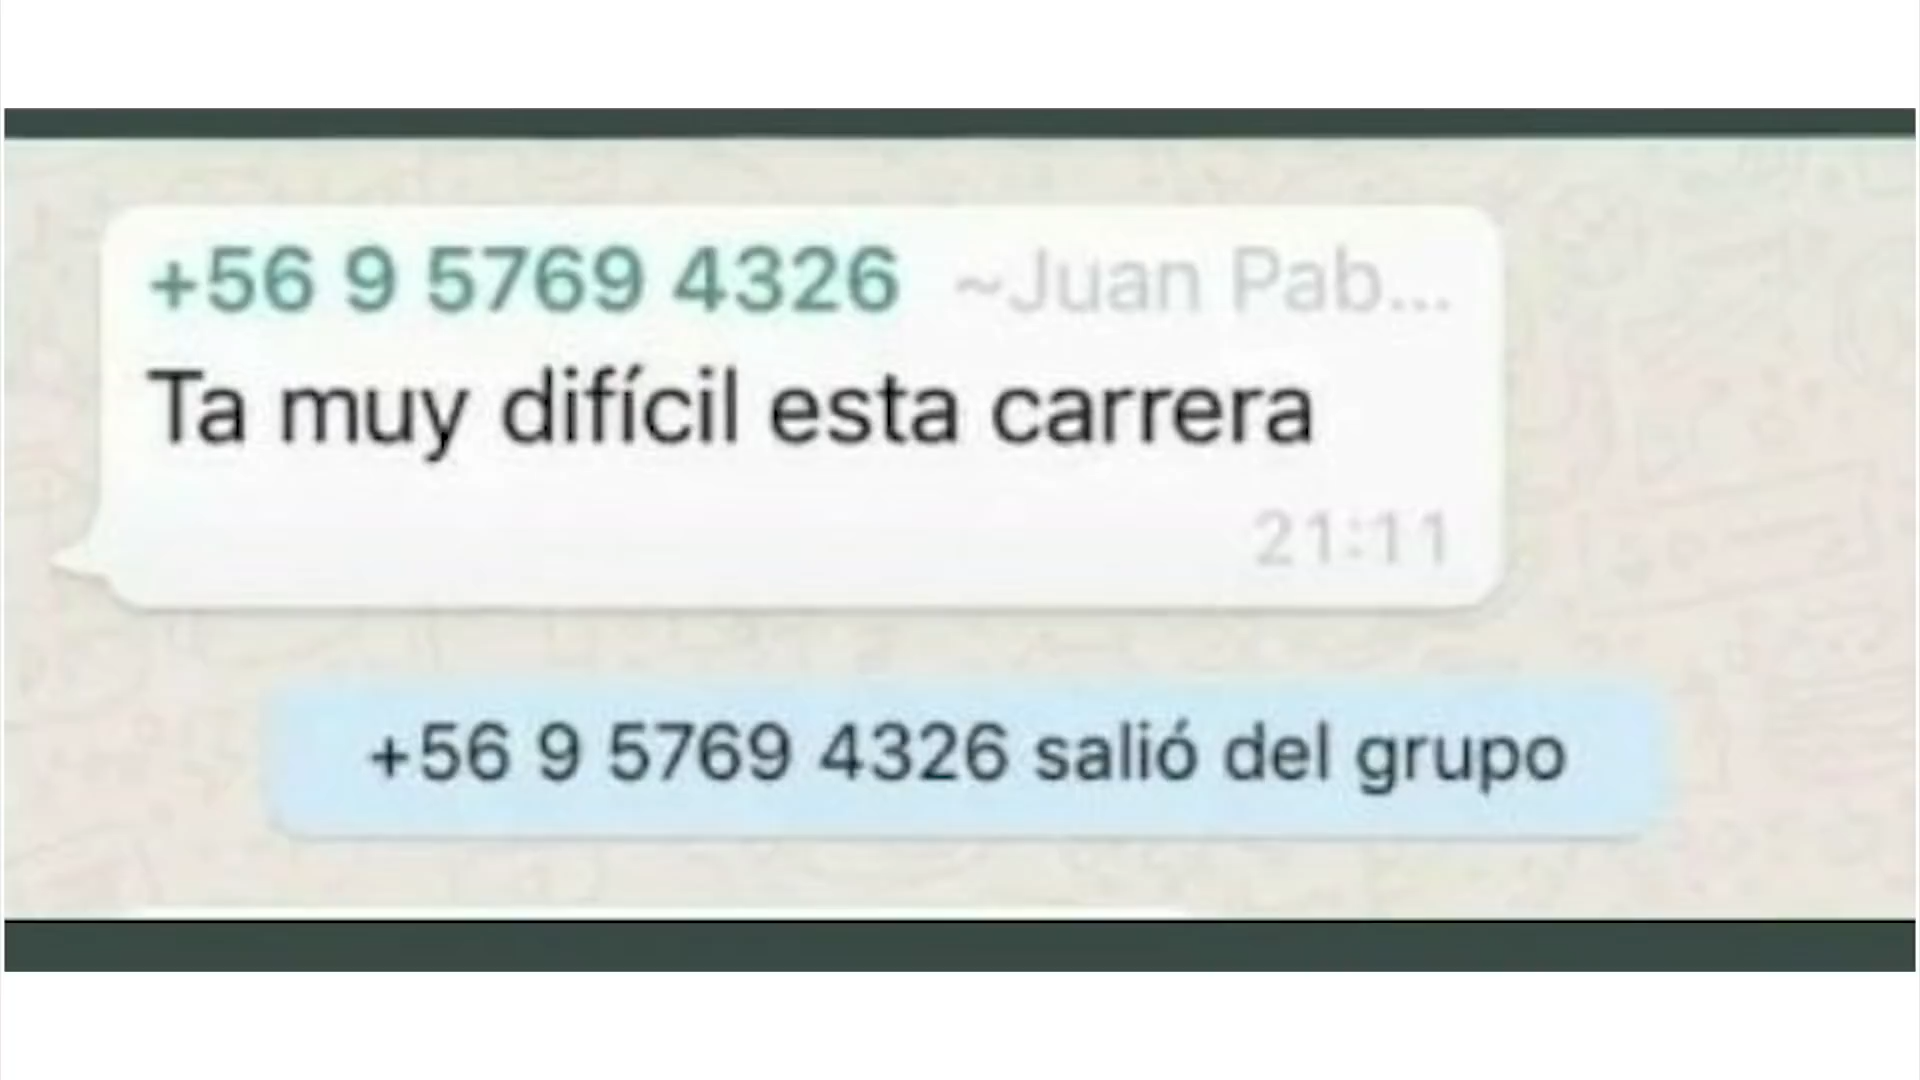 +56 9 5769 4326 ~Juan Pab...
Ta muy difícil esta carrera
21:11
+56 9 5769 4326 salió del grupo